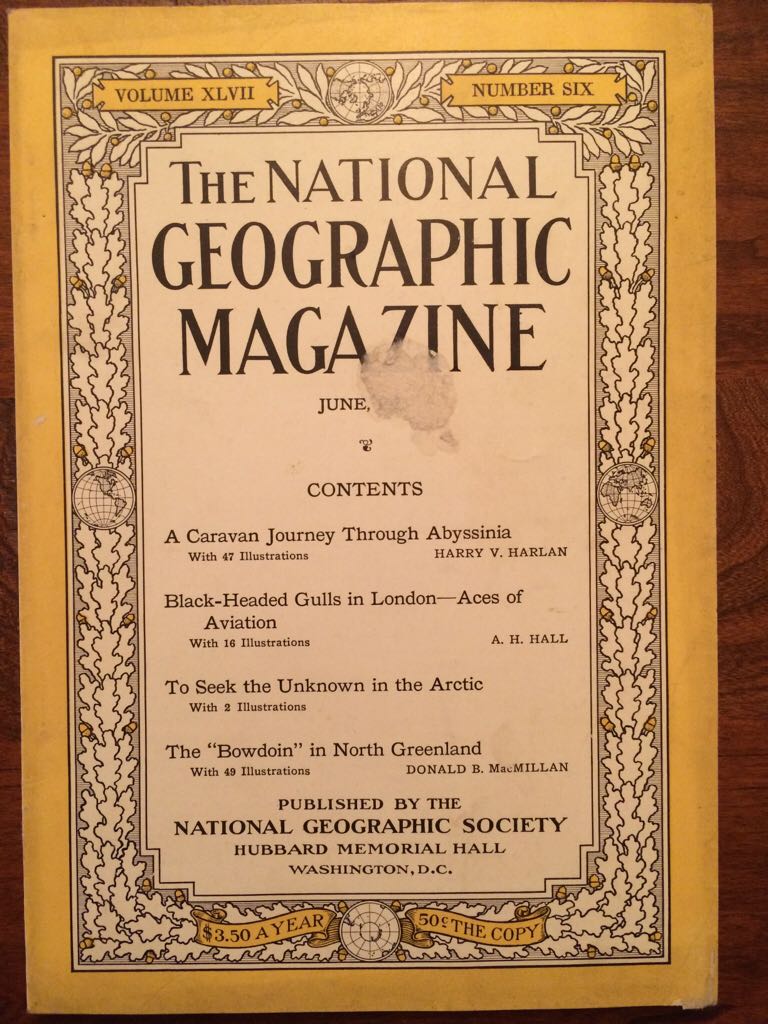 VOLUME XLVII
NUMBER SIX
THE NATIONAL
GEOGRAPHIC
MAGAZINE
JUNE,
CONTENTS
A Caravan Journey Through Abyssinia
With 47 Illustrations HARRY V. HARLAN
Black-Headed Gulls in London—Aces of
Aviation
With 16 Illustrations A. H. HALL
To Seek the Unknown in the Arctic
With 2 Illustrations
The "Bowdoin" in North Greenland
With 49 Illustrations DONALD B. MacMILLAN
PUBLISHED BY THE
NATIONAL GEOGRAPHIC SOCIETY
HUBBARD MEMORIAL HALL
WASHINGTON, D.C.
$3.50 A YEAR
50¢ THE COPY